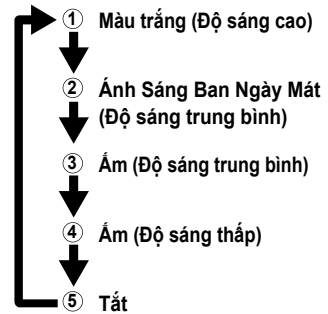 ① Màu trắng (Độ sáng cao)
② Ánh Sáng Ban Ngày Mát
(Độ sáng trung bình)
③ Ấm (Độ sáng trung bình)
④ Ấm (Độ sáng thấp)
⑤ Tắt